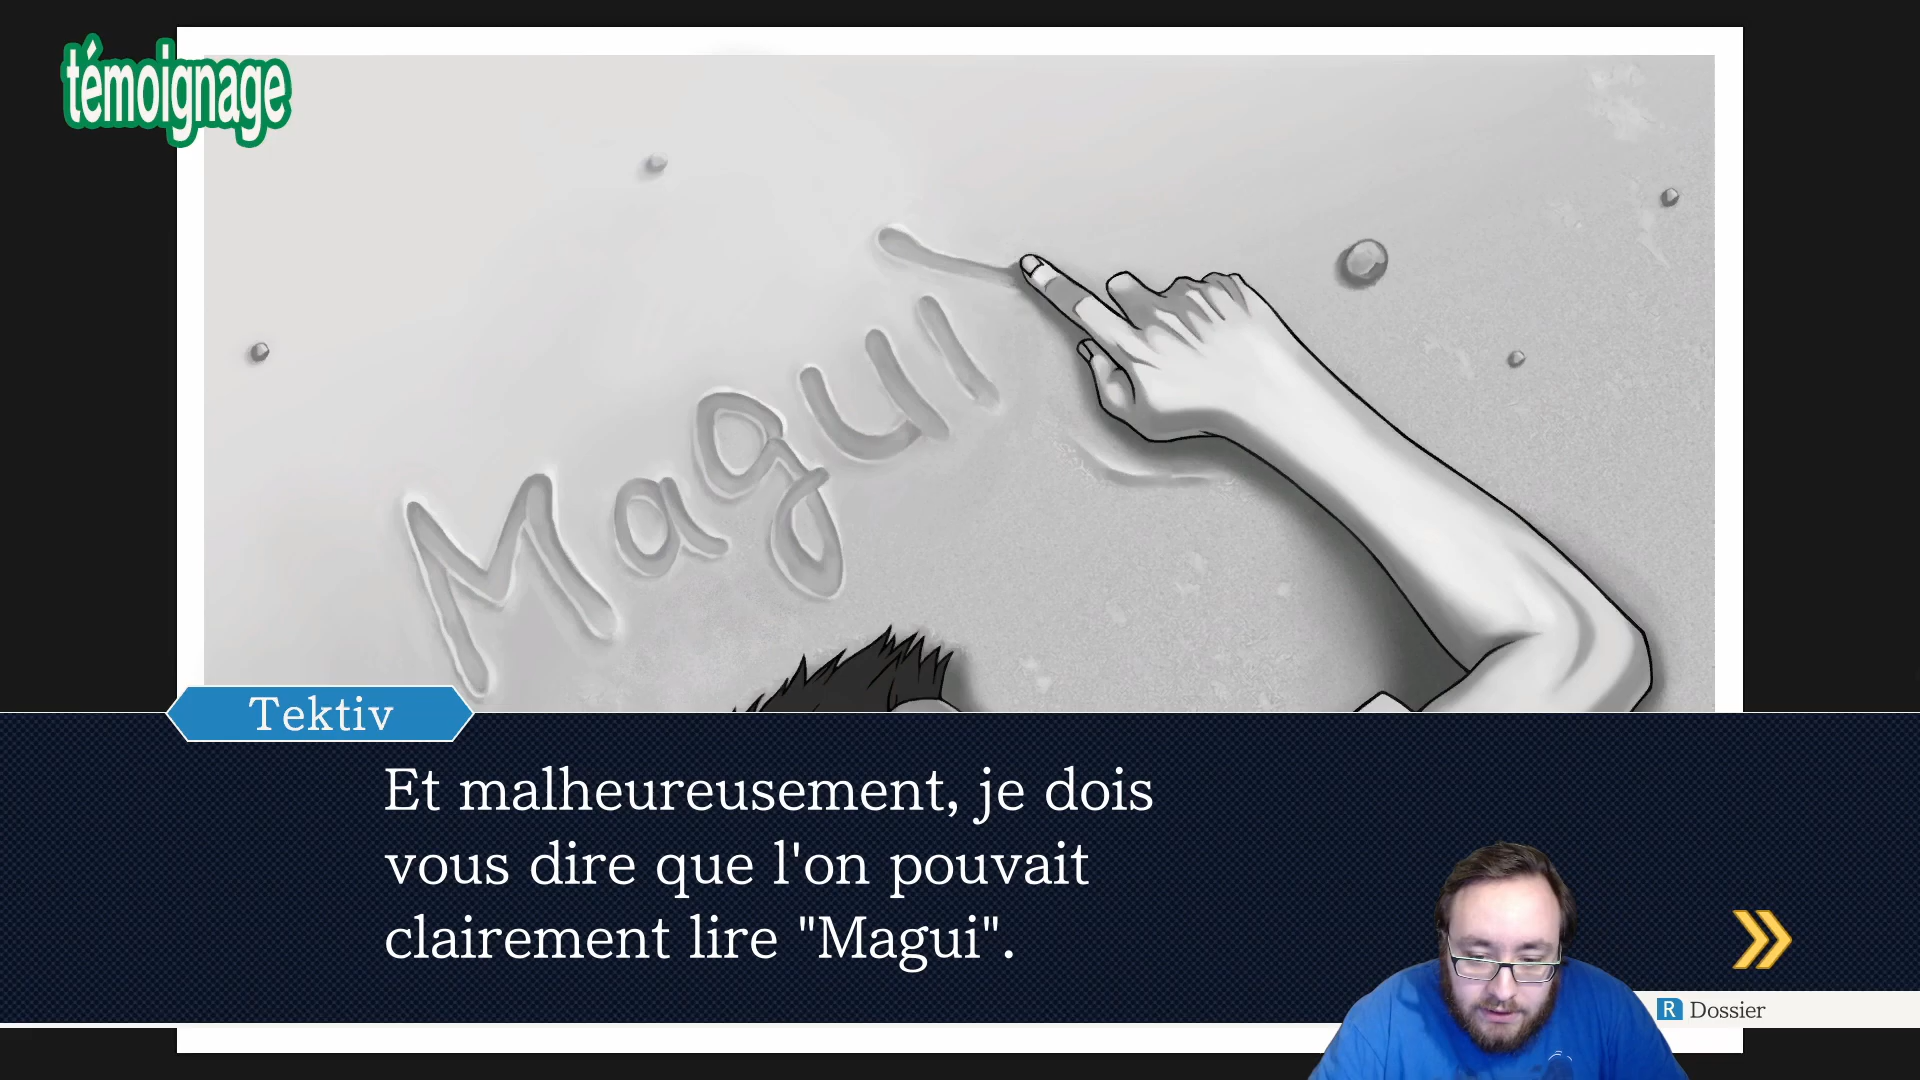 témoignage
Magui
Tektiv
Et malheureusement, je dois
vous dire que l'on pouvait
clairement lire "Magui".
R Dossier